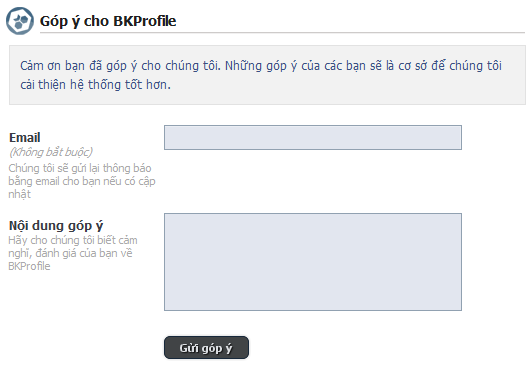 Góp ý cho BKProfile
Cảm ơn bạn đã góp ý cho chúng tôi. Những góp ý của các bạn sẽ là cơ sở để chúng tôi
cải thiện hệ thống tốt hơn.
Email
(Không bắt buộc)
Chúng tôi sẽ gửi lại thông báo
bằng email cho bạn nếu có cập
nhật
Nội dung góp ý
Hãy cho chúng tôi biết cảm
nghĩ, đánh giá của bạn về
BKProfile
Gửi góp ý